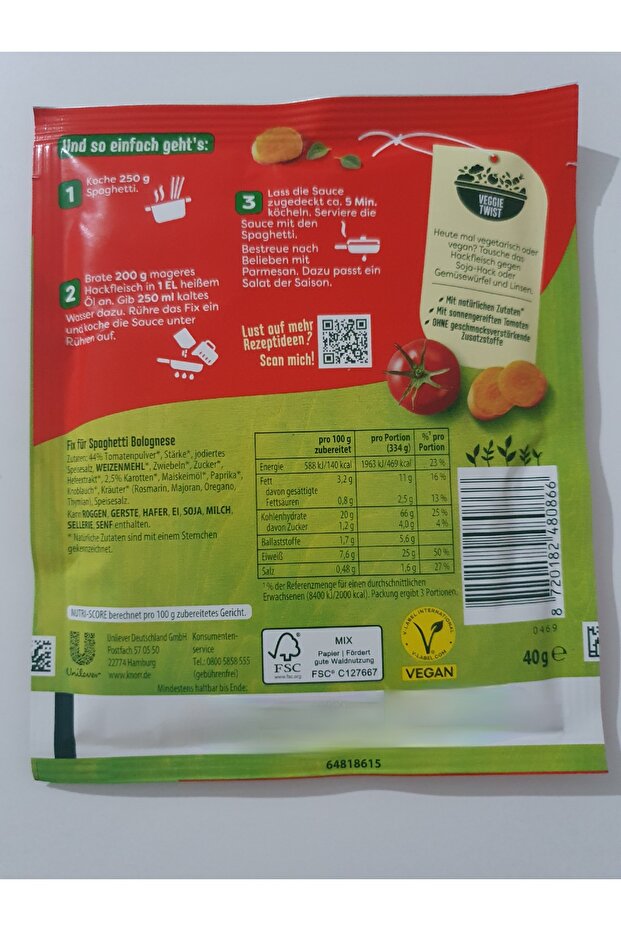 Und so einfach geht's:
1
Koche 250 g
Spaghetti.
2
Brate 200 g mageres
Hackfleisch in 1 EL heißem
Öl an. Gib 250 ml kaltes
Wasser dazu. Rühre das Fix ein
und koche die Sauce unter
Rühren auf.
3
Lass die Sauce
zugedeckt ca. 5 Min.
köcheln. Serviere die
Sauce mit den
Spaghetti.
Bestreue nach
Belieben mit
Parmesan. Dazu passt ein
Salat der Saison.
Lust auf mehr
Rezeptideen?
Scan mich!
VEGGIE
TWIST
Heute mal vegetarisch oder
vegan? Tausche das
Hackfleisch gegen
Soja-Hack oder
Gemüsewürfel und Linsen.
✓ Mit natürlichen Zutaten*
✓ Mit sonnengereiften Tomaten
✓ OHNE geschmacksverstärkende
Zusatzstoffe
Fix für Spaghetti Bolognese
Zutaten: 44% Tomatenpulver*, Stärke*, jodiertes
Speisesalz, WEIZENMEHL*, Zwiebeln*, Zucker*,
Hefeextrakt*, 2,5% Karotten*, Maiskeimöl*, Paprika*,
Knoblauch*, Kräuter* (Rosmarin, Majoran, Oregano,
Thymian), Speisesalz.
Kann ROGGEN, GERSTE, HAFER, EI, SOJA, MILCH,
SELLERIE, SENF enthalten.
* Natürliche Zutaten sind mit einem Sternchen
gekennzeichnet.
pro 100 g zubereitet pro Portion (334 g) %¹ pro Portion
Energie 588 kJ/140 kcal 1963 kJ/469 kcal 23 %
Fett 3,2 g 11 g 16 %
davon gesättigte
Fettsäuren 0,8 g 2,5 g 13 %
Kohlenhydrate 20 g 66 g 25 %
davon Zucker 1,2 g 4,0 g 4 %
Ballaststoffe 1,7 g 5,6 g
Eiweiß 7,6 g 25 g 50 %
Salz 0,48 g 1,6 g 27 %
¹ % der Referenzmenge für einen durchschnittlichen
Erwachsenen (8400 kJ/2000 kcal). Packung ergibt 3 Portionen.
8 720182 480866
0469
40 g e
NUTRI-SCORE berechnet pro 100 g zubereitetes Gericht.
Unilever
Unilever Deutschland GmbH
Postfach 57 05 50
22774 Hamburg
www.knorr.de
Konsumenten-
service
Tel.: 0800 5858 555
(gebührenfrei)
Mindestens haltbar bis Ende:
FSC
www.fsc.org
MIX
Papier | Fördert
gute Waldnutzung
FSC® C127667
V-LABEL INTERNATIONAL
V-LABEL.COM
VEGAN
64818615